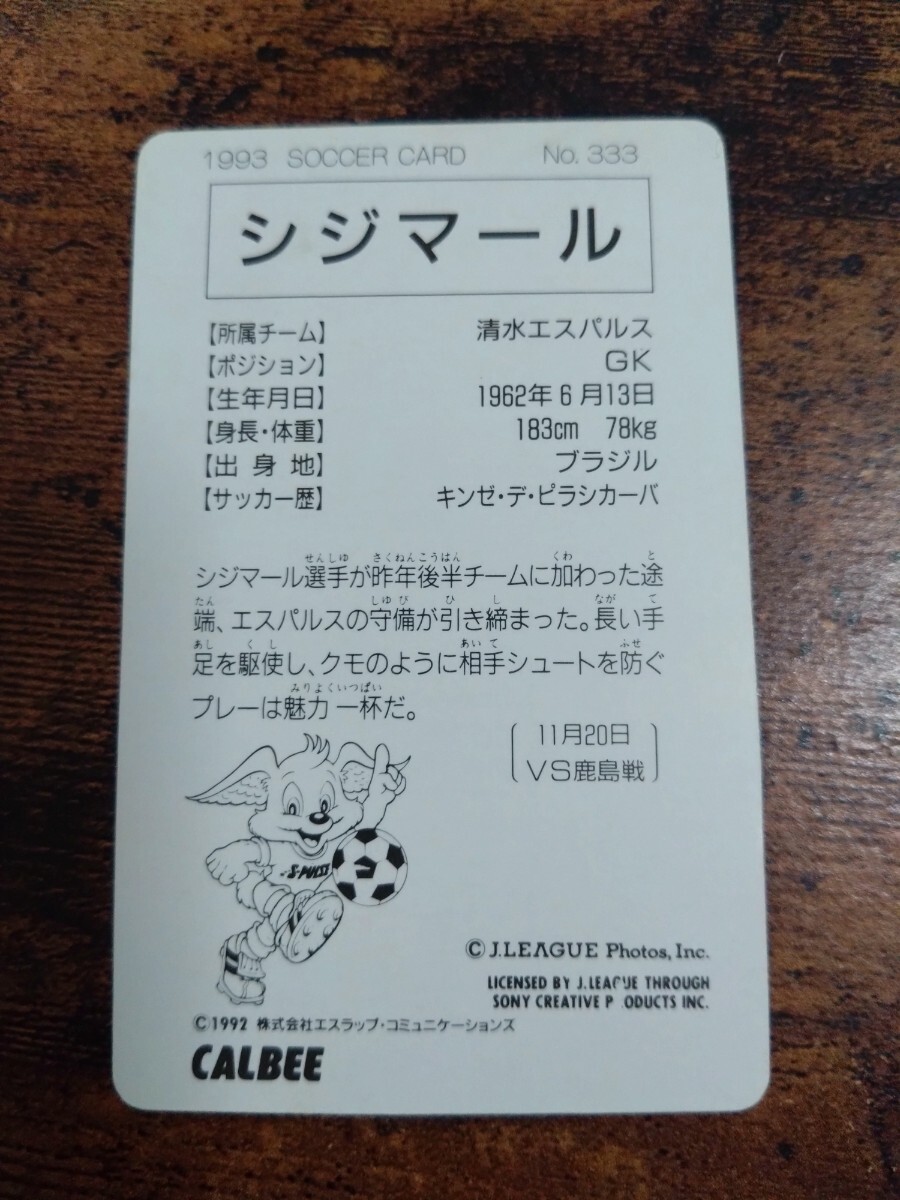 1993 SOCCER CARD No. 333
シジマール
【所属チーム】 清水エスパルス
【ポジション】 GK
【生年月日】 1962年6月13日
【身長・体重】 183cm 78kg
【出身地】 ブラジル
【サッカー歴】 キンゼ・デ・ピラシカーバ
シジマール選手が昨年後半チームに加わった途
端、エスパルスの守備が引き締まった。長い手
足を駆使し、クモのように相手シュートを防ぐ
プレーは魅力一杯だ。
11月20日
VS鹿島戦
S-PULSE
© J.LEAGUE Photos, Inc.
LICENSED BY J.LEAGUE THROUGH
SONY CREATIVE PRODUCTS INC.
©1992 株式会社エスラップ・コミュニケーションズ
CALBEE